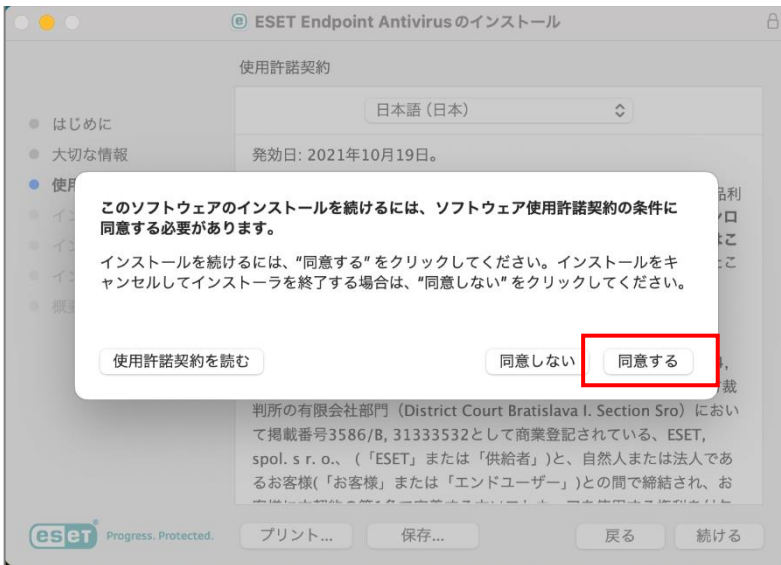 ESET Endpoint Antivirusのインストール
使用許諾契約
日本語 (日本)
はじめに
大切な情報
発効日: 2021年10月19日。
このソフトウェアのインストールを続けるには、ソフトウェア使用許諾契約の条件に
同意する必要があります。
インストールを続けるには、"同意する" をクリックしてください。インストールをキ
ャンセルしてインストーラを終了する場合は、"同意しない" をクリックしてください。
使用許諾契約を読む
同意しない
同意する
判所の有限会社部門（District Court Bratislava I. Section Sro）におい
て掲載番号3586/B, 31333532として商業登記されている、ESET,
spol. s r. o.、 (「ESET」または「供給者」)と、自然人または法人であ
るお客様(「お客様」または「エンドユーザー」)との間で締結され、お
eset Progress. Protected.
プリント...
保存...
戻る
続ける